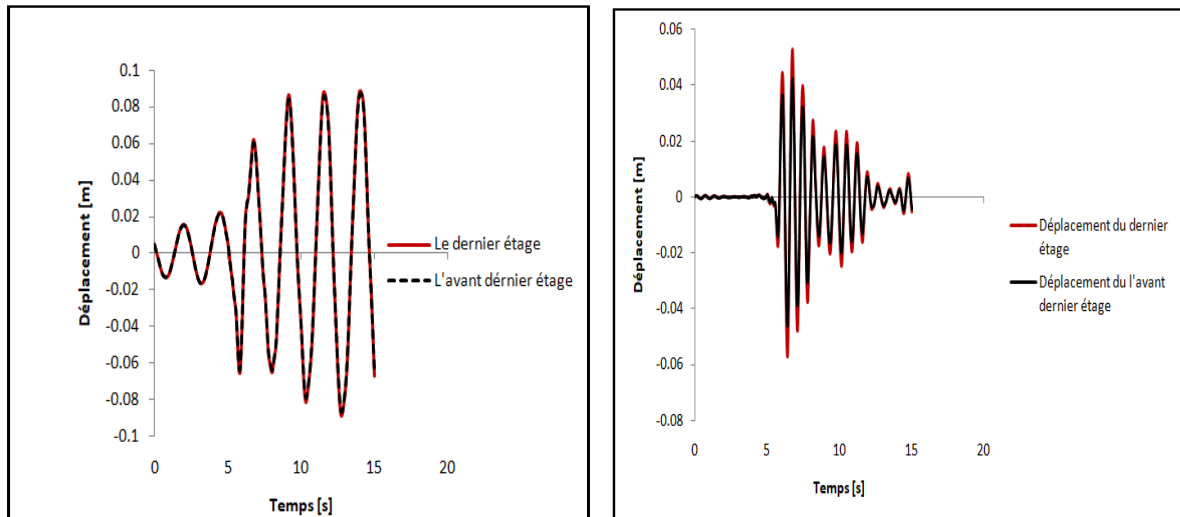 0.1
0.08
0.06
0.04
0.02
0
-0.02
-0.04
-0.06
-0.08
-0.1
Déplacement [m]
0 5 10 15 20
Temps [s]
Le dernier étage
L'avant dérnier étage
0.06
0.04
0.02
0
-0.02
-0.04
-0.06
-0.08
Déplacement [m]
0 5 10 15 20
Temps [s]
Déplacement du dernier
étage
Déplacement du l'avant
dernier étage